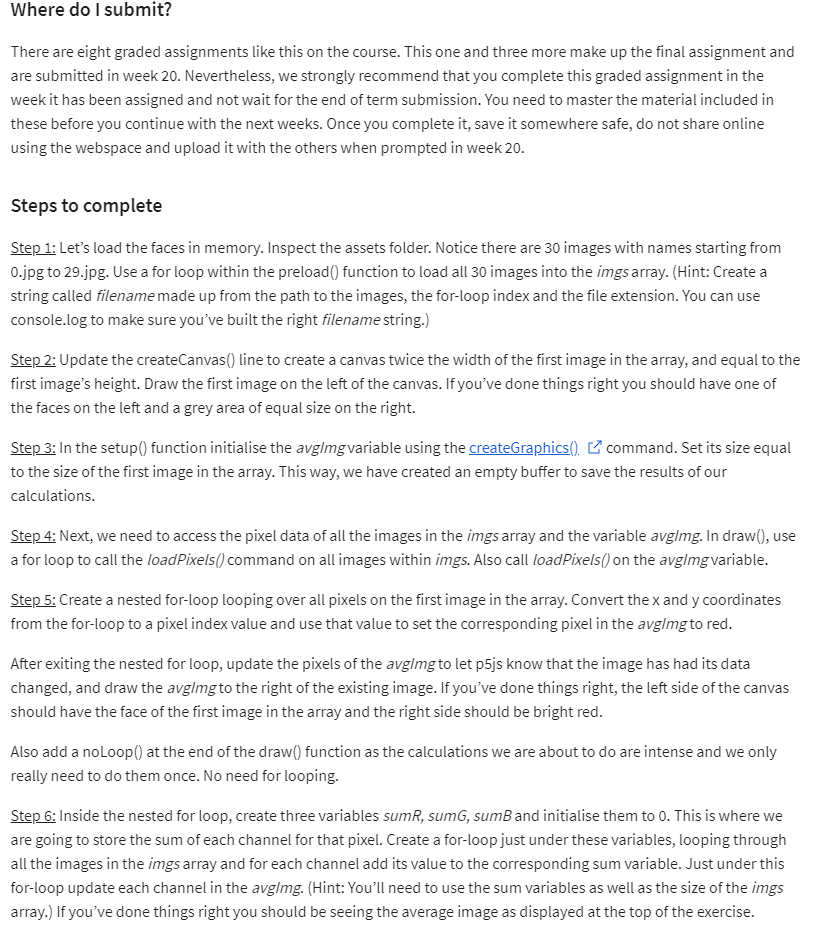 Where do I submit?
There are eight graded assignments like this on the course. This one and three more make up the final assignment and
are submitted in week 20. Nevertheless, we strongly recommend that you complete this graded assignment in the
week it has been assigned and not wait for the end of term submission. You need to master the material included in
these before you continue with the next weeks. Once you complete it, save it somewhere safe, do not share online
using the webspace and upload it with the others when prompted in week 20.
Steps to complete
Step 1: Let's load the faces in memory. Inspect the assets folder. Notice there are 30 images with names starting from
0.jpg to 29.jpg. Use a for loop within the preload() function to load all 30 images into the imgs array. (Hint: Create a
string called filename made up from the path to the images, the for-loop index and the file extension. You can use
console.log to make sure you've built the right filename string.)
Step 2: Update the createCanvas() line to create a canvas twice the width of the first image in the array, and equal to the
first image's height. Draw the first image on the left of the canvas. If you've done things right you should have one of
the faces on the left and a grey area of equal size on the right.
Step 3: In the setup() function initialise the avgImg variable using the createGraphics() command. Set its size equal
to the size of the first image in the array. This way, we have created an empty buffer to save the results of our
calculations.
Step 4: Next, we need to access the pixel data of all the images in the imgs array and the variable avgImg. In draw(), use
a for loop to call the loadPixels() command on all images within imgs. Also call loadPixels() on the avgImg variable.
Step 5: Create a nested for-loop looping over all pixels on the first image in the array. Convert the x and y coordinates
from the for-loop to a pixel index value and use that value to set the corresponding pixel in the avgImg to red.
After exiting the nested for loop, update the pixels of the avgImg to let p5js know that the image has had its data
changed, and draw the avgImg to the right of the existing image. If you've done things right, the left side of the canvas
should have the face of the first image in the array and the right side should be bright red.
Also add a noLoop() at the end of the draw() function as the calculations we are about to do are intense and we only
really need to do them once. No need for looping.
Step 6: Inside the nested for loop, create three variables sumR, sumG, sumB and initialise them to 0. This is where we
are going to store the sum of each channel for that pixel. Create a for-loop just under these variables, looping through
all the images in the imgs array and for each channel add its value to the corresponding sum variable. Just under this
for-loop update each channel in the avgImg. (Hint: You'll need to use the sum variables as well as the size of the imgs
array.) If you've done things right you should be seeing the average image as displayed at the top of the exercise.